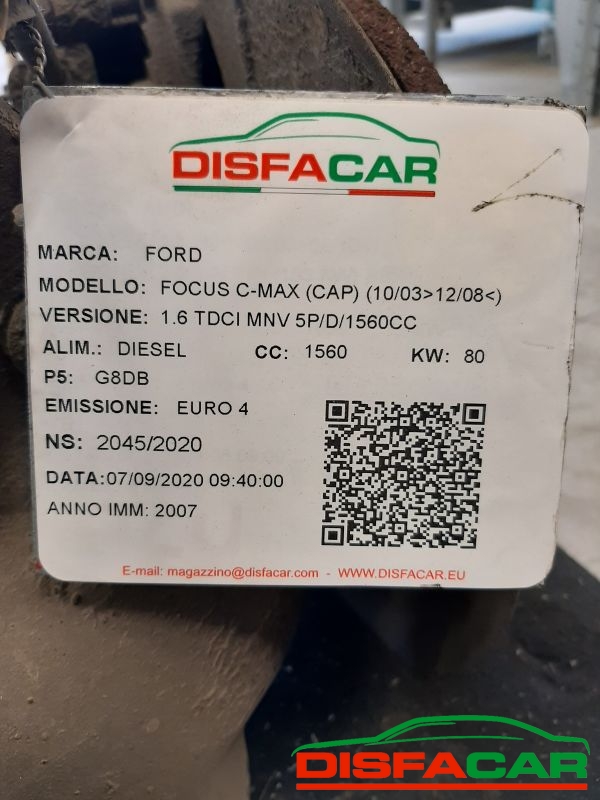 DISFACAR
MARCA: FORD
MODELLO: FOCUS C-MAX (CAP) (10/03>12/08<)
VERSIONE: 1.6 TDCI MNV 5P/D/1560CC
ALIM.: DIESEL CC: 1560 KW: 80
P5: G8DB
EMISSIONE: EURO 4
NS: 2045/2020
DATA:07/09/2020 09:40:00
ANNO IMM: 2007
E-mail: magazzino@disfacar.com - WWW.DISFACAR.EU
DISFACAR